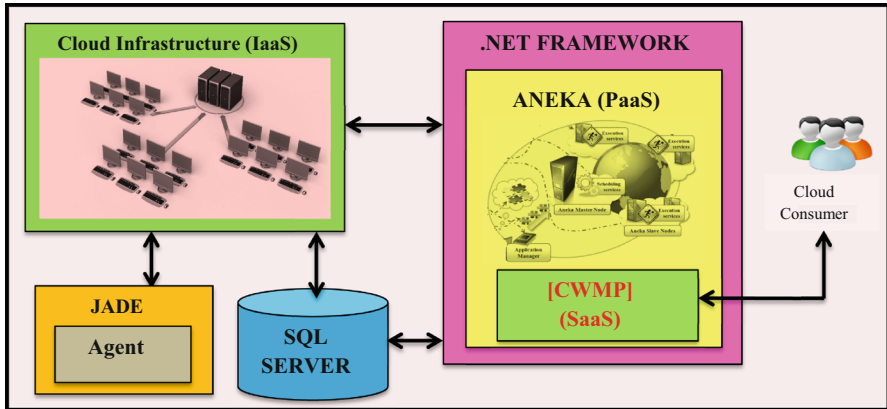 Cloud Infrastructure (IaaS)
.NET FRAMEWORK
ANEKA (PaaS)
Execution
services
Execution
services
Scheduling
services
Aneka Master Node
Execution
services
Aneka Slave Nodes
Application
Manager
Cloud
Consumer
[CWMP]
(SaaS)
JADE
Agent
SQL
SERVER